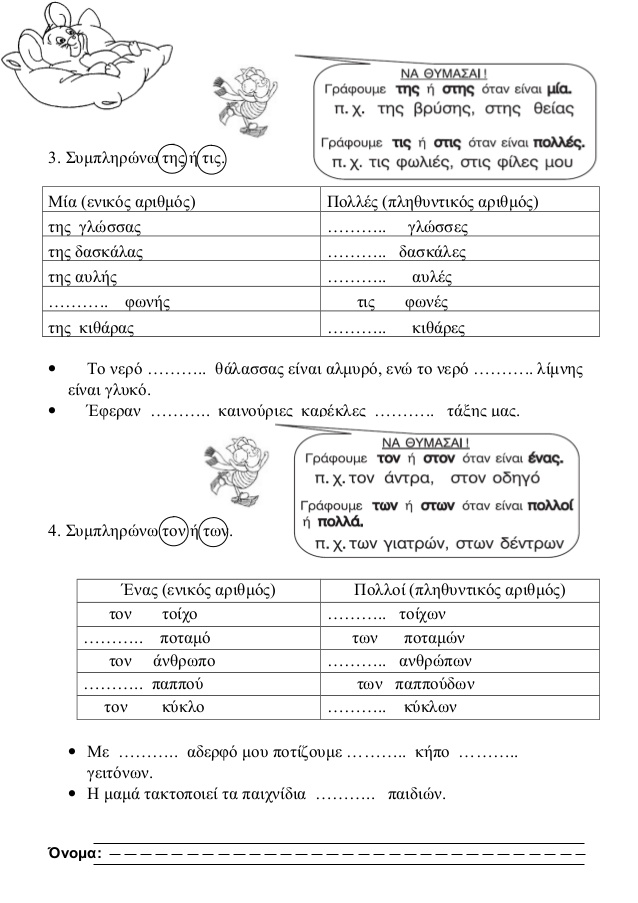 ΝΑ ΘΥΜΑΣΑΙ!
Γράφουμε της ή στης όταν είναι μία.
π.χ. της βρύσης, στης θείας
Γράφουμε τις ή στις όταν είναι πολλές.
π.χ. τις φωλιές, στις φίλες μου
3. Συμπληρώνω της ή τις.
Μία (ενικός αριθμός) Πολλές (πληθυντικός αριθμός)
της γλώσσας ……….. γλώσσες
της δασκάλας ……….. δασκάλες
της αυλής ……….. αυλές
……….. φωνής τις φωνές
της κιθάρας ……….. κιθάρες
• Το νερό ……….. θάλασσας είναι αλμυρό, ενώ το νερό ……….. λίμνης
είναι γλυκό.
• Έφεραν ……….. καινούριες καρέκλες ……….. τάξης μας.
ΝΑ ΘΥΜΑΣΑΙ!
Γράφουμε τον ή στον όταν είναι ένας.
π.χ. τον άντρα, στον οδηγό
Γράφουμε των ή στων όταν είναι πολλοί
ή πολλά.
π.χ. των γιατρών, στων δέντρων
4. Συμπληρώνω τον ή των.
Ένας (ενικός αριθμός) Πολλοί (πληθυντικός αριθμός)
τον τοίχο ……….. τοίχων
……….. ποταμό των ποταμών
τον άνθρωπο ……….. ανθρώπων
……….. παππού των παππούδων
τον κύκλο ……….. κύκλων
• Με ……….. αδερφό μου ποτίζουμε ……….. κήπο ………..
γειτόνων.
• Η μαμά τακτοποιεί τα παιχνίδια ……….. παιδιών.
Όνομα: